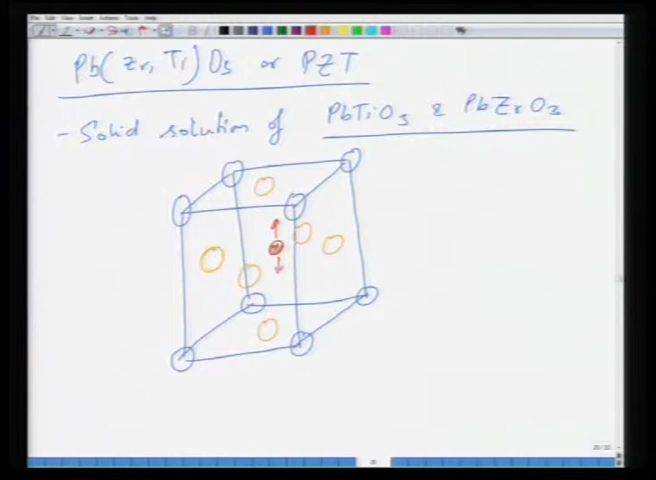 Pb(Zr, Ti)O3 or PZT
- Solid solution of PbTiO3 & PbZrO3